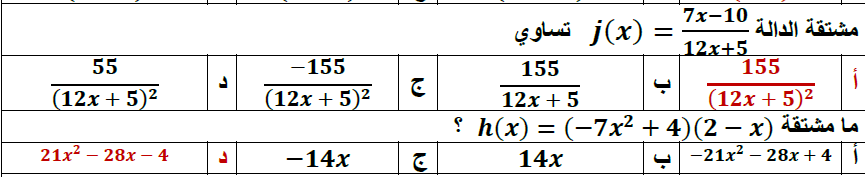 مشتقة الدالة j(x) = (7x−10)/(12x+5) تساوي
أ 155/(12x + 5)² ب 155/(12x + 5) ج −155/(12x + 5)² د 55/(12x + 5)²
ما مشتقة h(x) = (−7x² + 4)(2 − x) ؟
أ −21x² − 28x + 4 ب 14x ج −14x د 21x² − 28x − 4